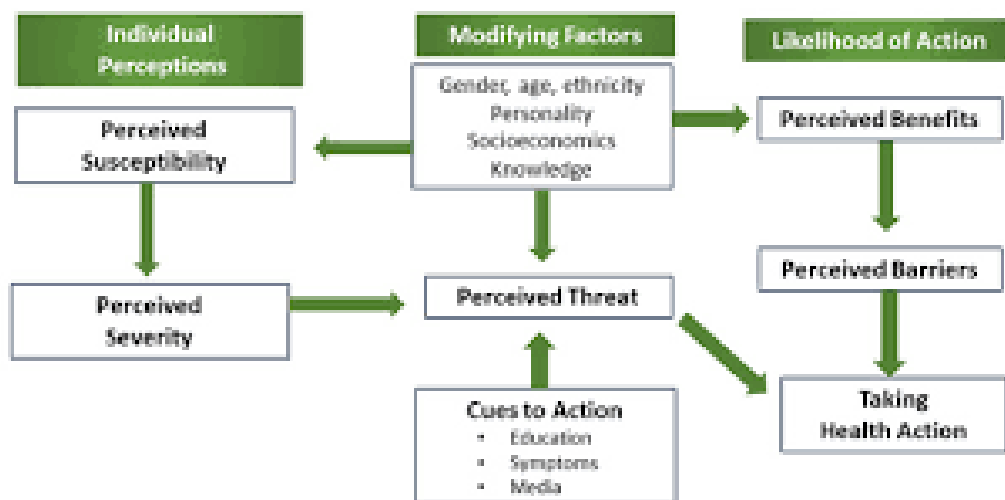 Individual
Perceptions
Modifying Factors
Likelihood of Action
Perceived
Susceptibility
Gender, age, ethnicity
Personality
Socioeconomics
Knowledge
Perceived Benefits
Perceived
Severity
Perceived Threat
Perceived Barriers
Cues to Action
• Education
• Symptoms
• Media
Taking
Health Action